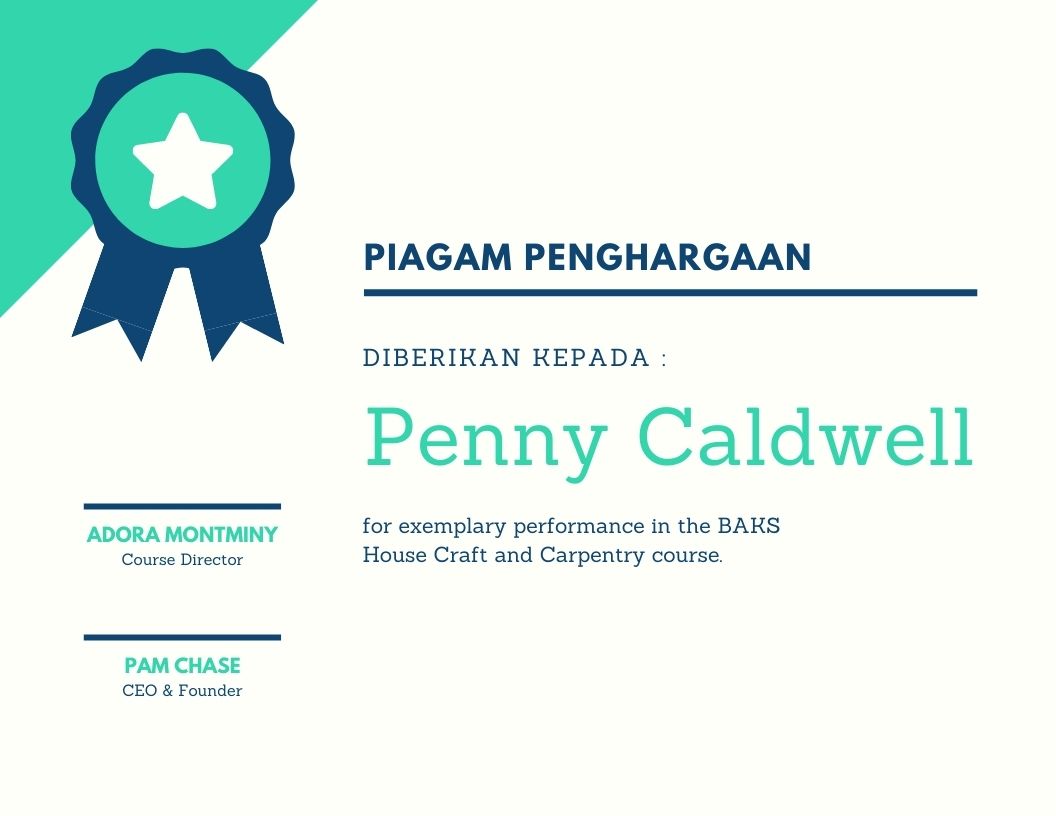 PIAGAM PENGHARGAAN
DIBERIKAN KEPADA :
Penny Caldwell
for exemplary performance in the BAKS
House Craft and Carpentry course.
ADORA MONTMINY
Course Director
PAM CHASE
CEO & Founder